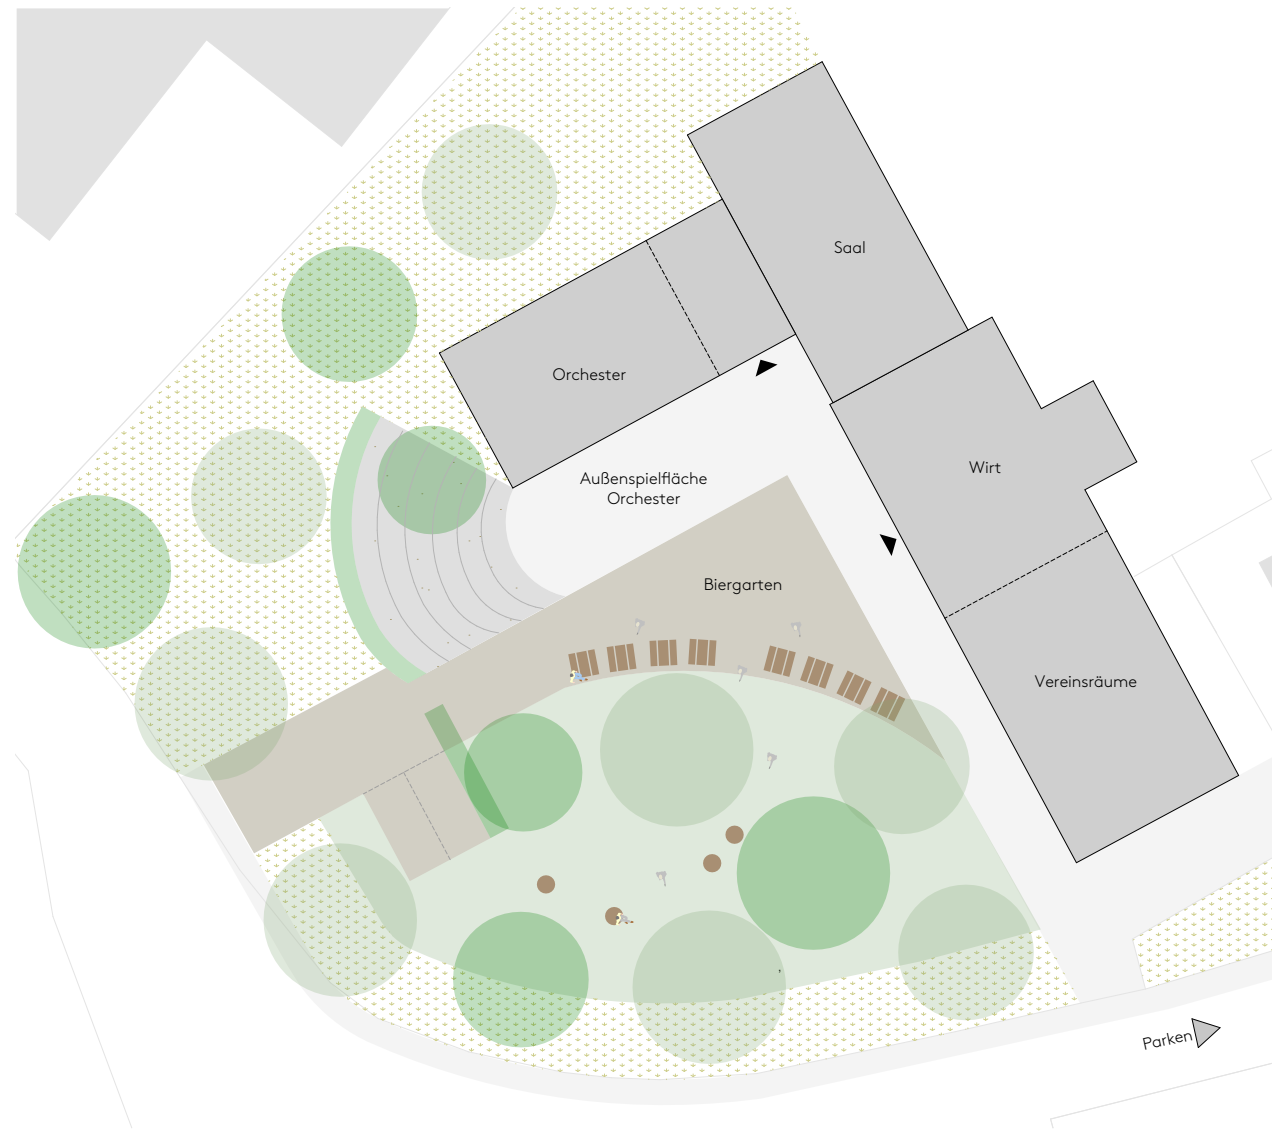 Saal
Orchester
Wirt
Außenspielfläche
Orchester
Biergarten
Vereinsräume
Parken